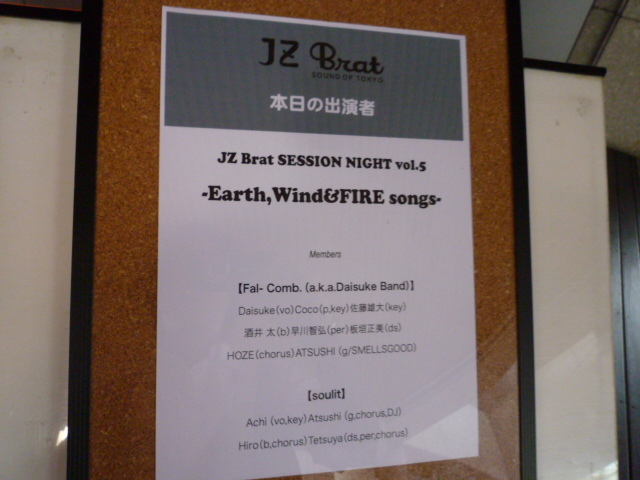 JZ Brat
SOUND OF TOKYO
本日の出演者
JZ Brat SESSION NIGHT vol.5
-Earth,Wind&FIRE songs-
Members
【Fal- Comb. (a.k.a.Daisuke Band)】
Daisuke(vo)Coco(p,key)佐藤雄大(key)
酒井 太(b)早川智弘(per)板垣正美(ds)
HOZE(chorus)ATSUSHI (g/SMELLSGOOD)
【soulit】
Achi (vo,key)Atsushi (g,chorus,DJ)
Hiro(b,chorus)Tetsuya(ds,per,chorus)